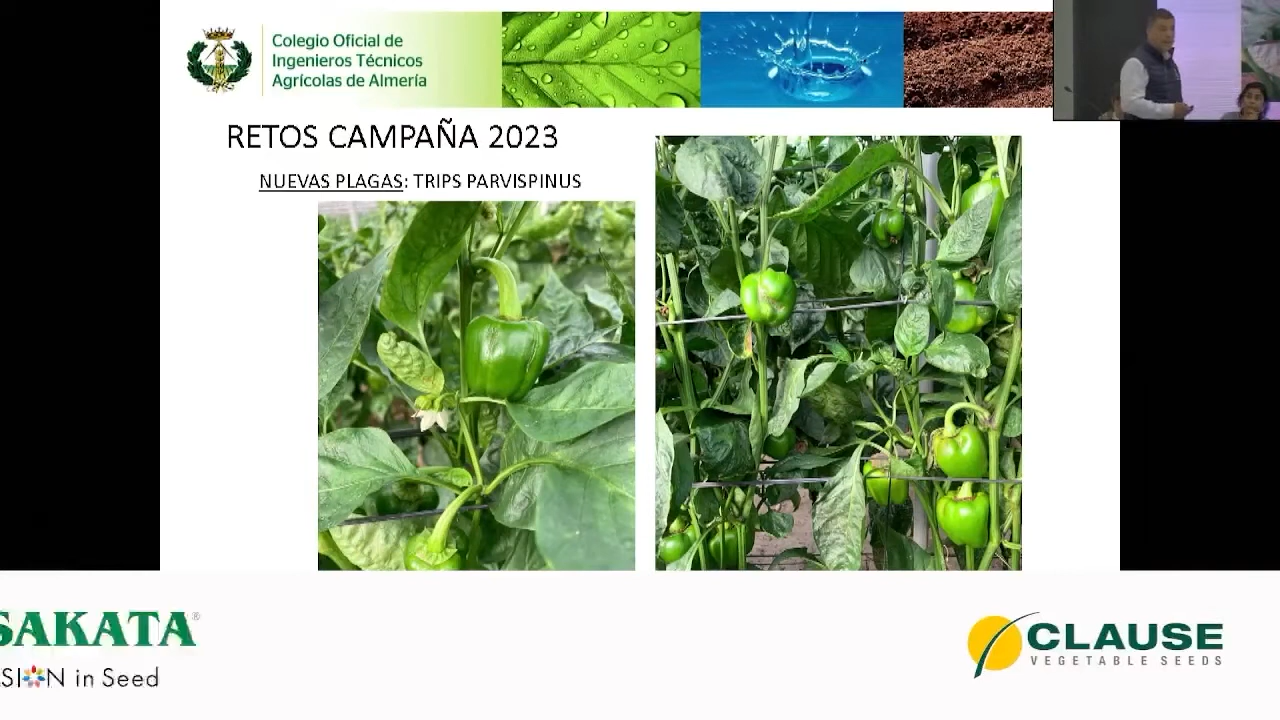 Colegio Oficial de
Ingenieros Técnicos
Agrícolas de Almería
RETOS CAMPAÑA 2023
NUEVAS PLAGAS: TRIPS PARVISPINUS
SAKATA®
SION in Seed
CLAUSE
VEGETABLE SEEDS